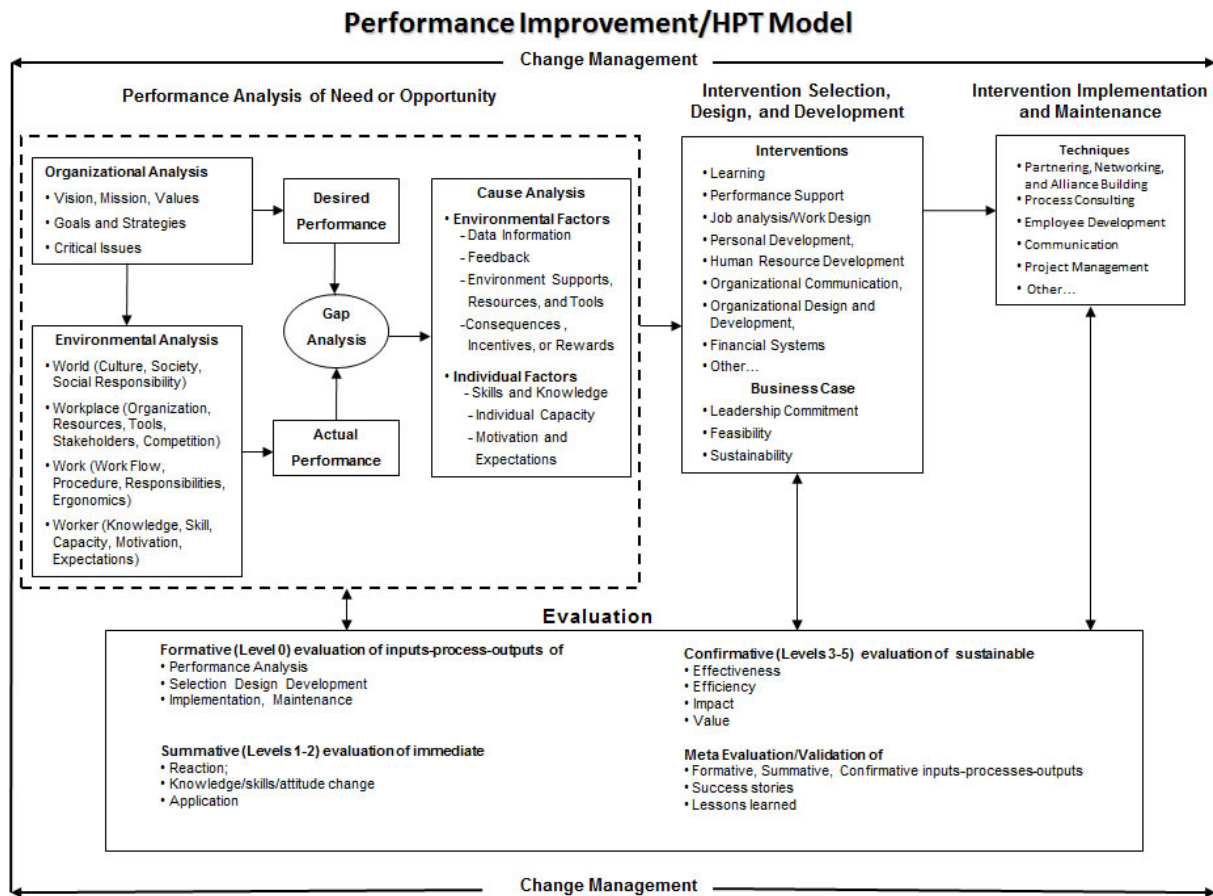 Performance Improvement/HPT Model
Change Management
Performance Analysis of Need or Opportunity
Organizational Analysis
• Vision, Mission, Values
• Goals and Strategies
• Critical Issues
Environmental Analysis
• World (Culture, Society,
Social Responsibility)
• Workplace (Organization,
Resources, Tools,
Stakeholders, Competition)
• Work (Work Flow,
Procedure, Responsibilities,
Ergonomics)
• Worker (Knowledge, Skill,
Capacity, Motivation,
Expectations)
Desired
Performance
Gap
Analysis
Actual
Performance
Cause Analysis
• Environmental Factors
– Data Information
– Feedback
– Environment Supports,
Resources, and Tools
– Consequences ,
Incentives, or Rewards
• Individual Factors
– Skills and Knowledge
– Individual Capacity
– Motivation and
Expectations
Intervention Selection,
Design, and Development
Interventions
• Learning
• Performance Support
• Job analysis/Work Design
• Personal Development,
• Human Resource Development
• Organizational Communication,
• Organizational Design and
Development,
• Financial Systems
• Other…
Business Case
• Leadership Commitment
• Feasibility
• Sustainability
Intervention Implementation
and Maintenance
Techniques
• Partnering, Networking,
and Alliance Building
• Process Consulting
• Employee Development
• Communication
• Project Management
• Other…
Evaluation
Formative (Level 0) evaluation of inputs-process-outputs of
• Performance Analysis
• Selection Design Development
• Implementation, Maintenance
Summative (Levels 1-2) evaluation of immediate
• Reaction;
• Knowledge/skills/attitude change
• Application
Confirmative (Levels 3-5) evaluation of sustainable
• Effectiveness
• Efficiency
• Impact
• Value
Meta Evaluation/Validation of
• Formative, Summative, Confirmative inputs-processes-outputs
• Success stories
• Lessons learned
Change Management